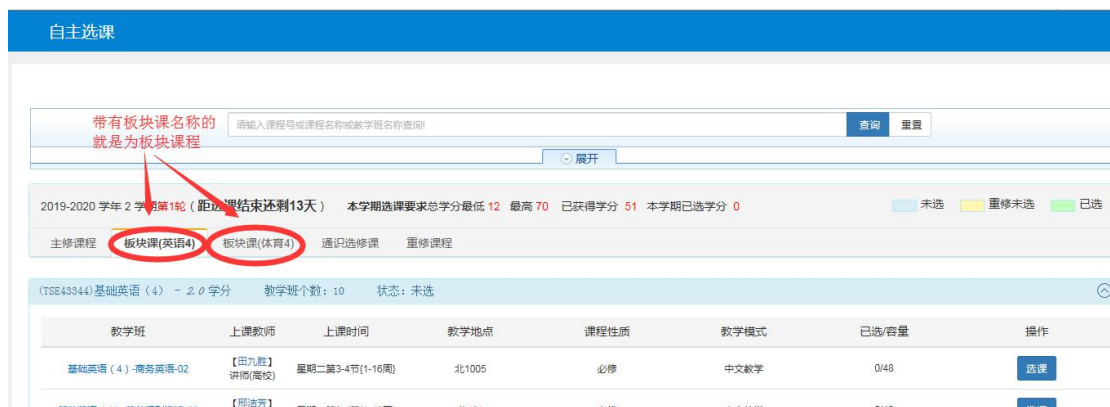 自主选课
带有板块课名称的
就是为板块课程
请输入课程号或课程名称或教学班名称查询!
查询 重置
展开
2019-2020 学年 2 学期第1轮 ( 距选课结束还剩13天 ) 本学期选课要求总学分最低 12 最高 70 已获得学分 51 本学期已选学分 0 未选 重修未选 已选
主修课程 板块课(英语4) 板块课(体育4) 通识选修课 重修课程
(TSE43344)基础英语(4) - 2.0 学分 教学班个数: 10 状态: 未选
教学班 上课教师 上课时间 教学地点 课程性质 教学模式 已选/容量 操作
基础英语(4)-商务英语-02 【田九胜】 讲师(高校) 星期二第3-4节{1-16周} 北1005 必修 中文教学 0/48 选课
【邢洁芳】